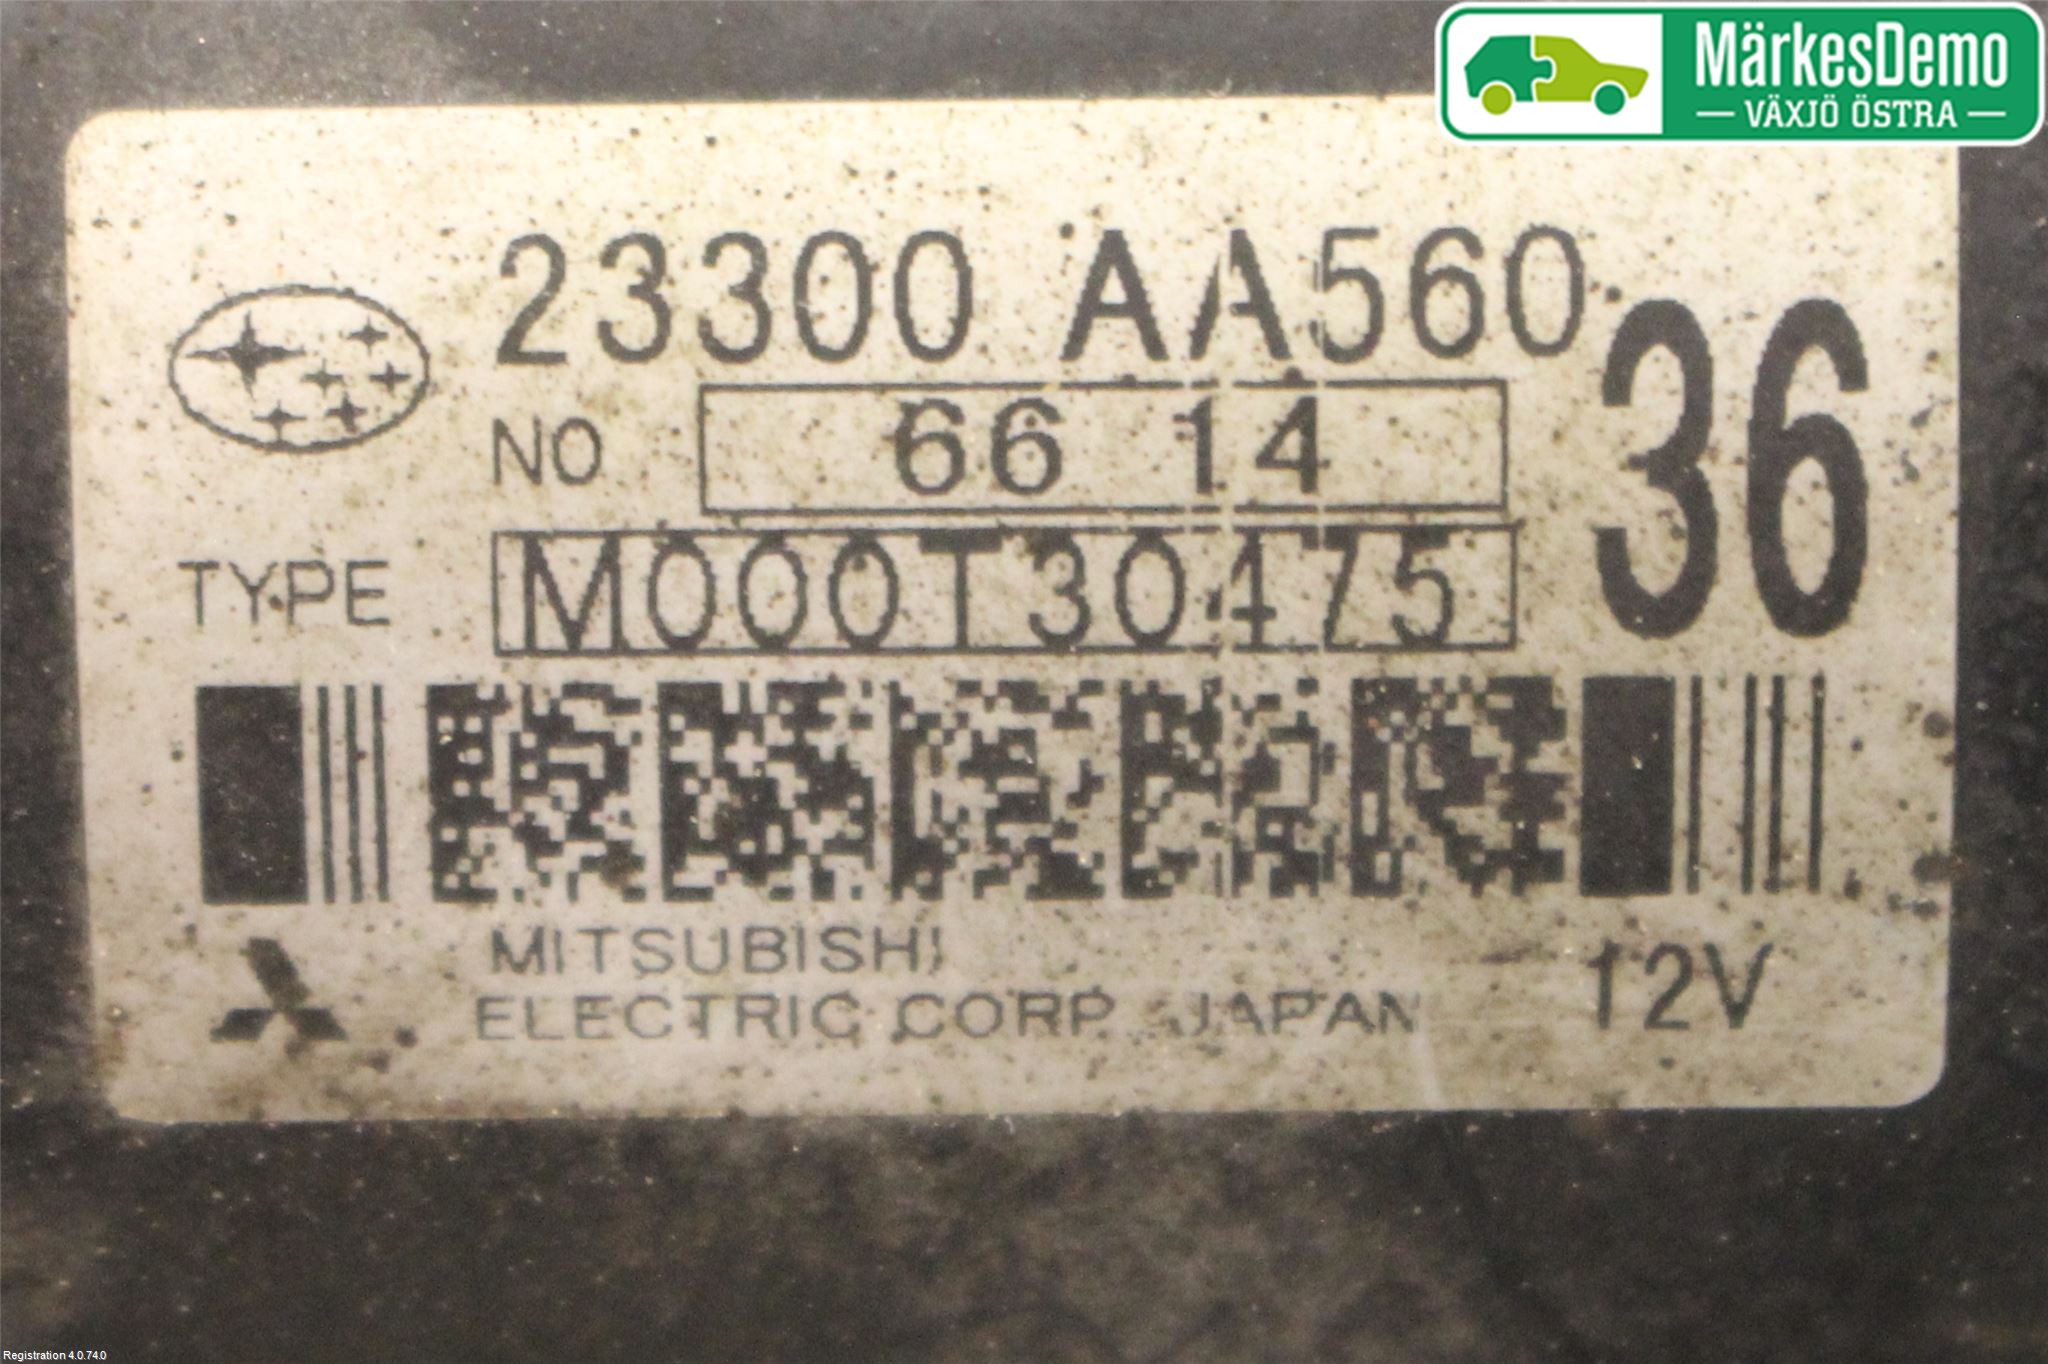 MärkesDemo
VÄXJÖ ÖSTRA
23300 AA560
36
NO 66 14
TYPE M000T30475
MITSUBISHI
ELECTRIC CORP. JAPAN
12V
Registration 4.0.74.0